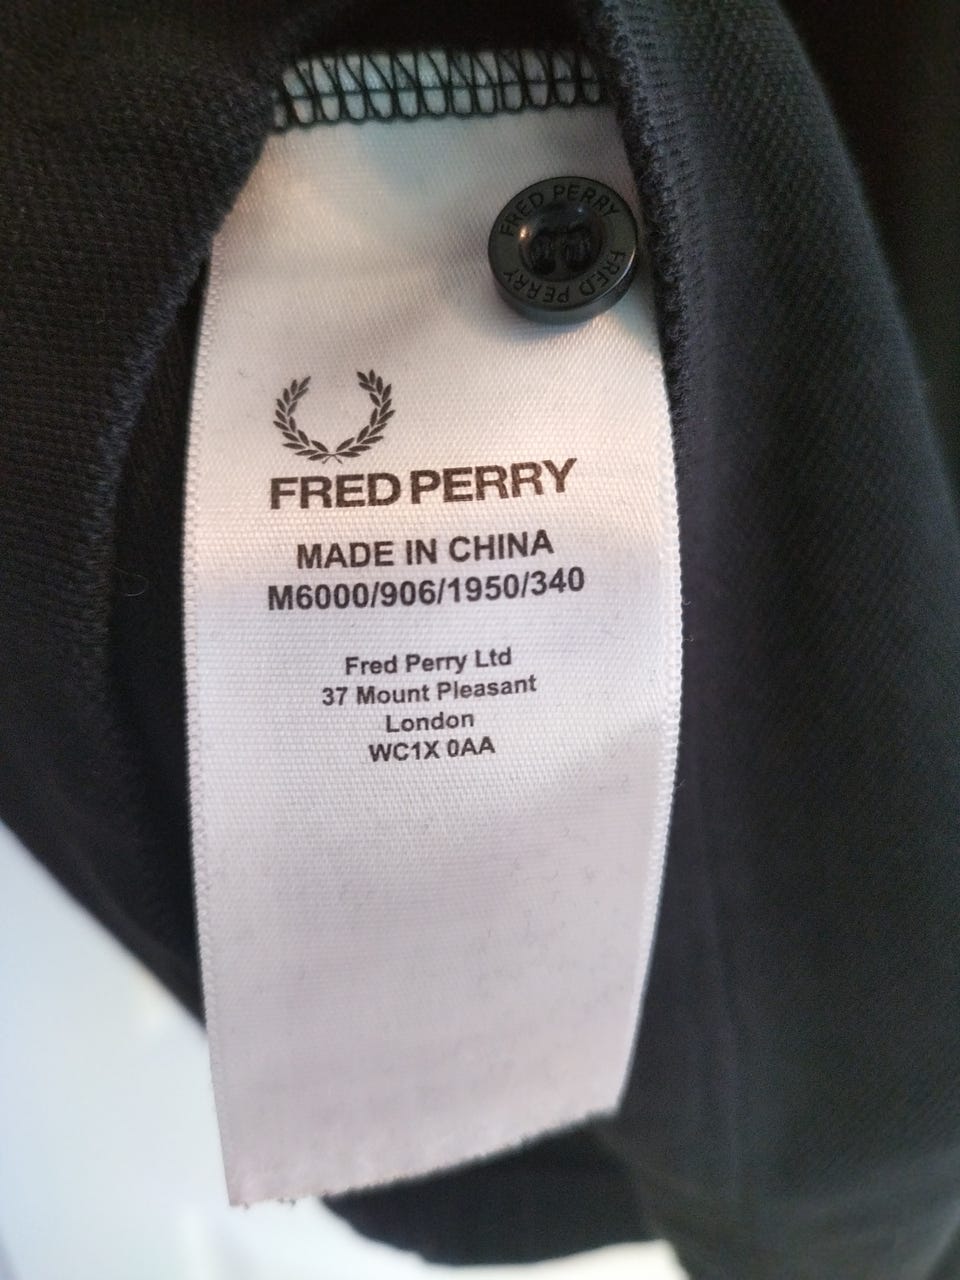 FRED PERRY
FRED PERRY
FRED PERRY
MADE IN CHINA
M6000/906/1950/340
Fred Perry Ltd
37 Mount Pleasant
London
WC1X 0AA